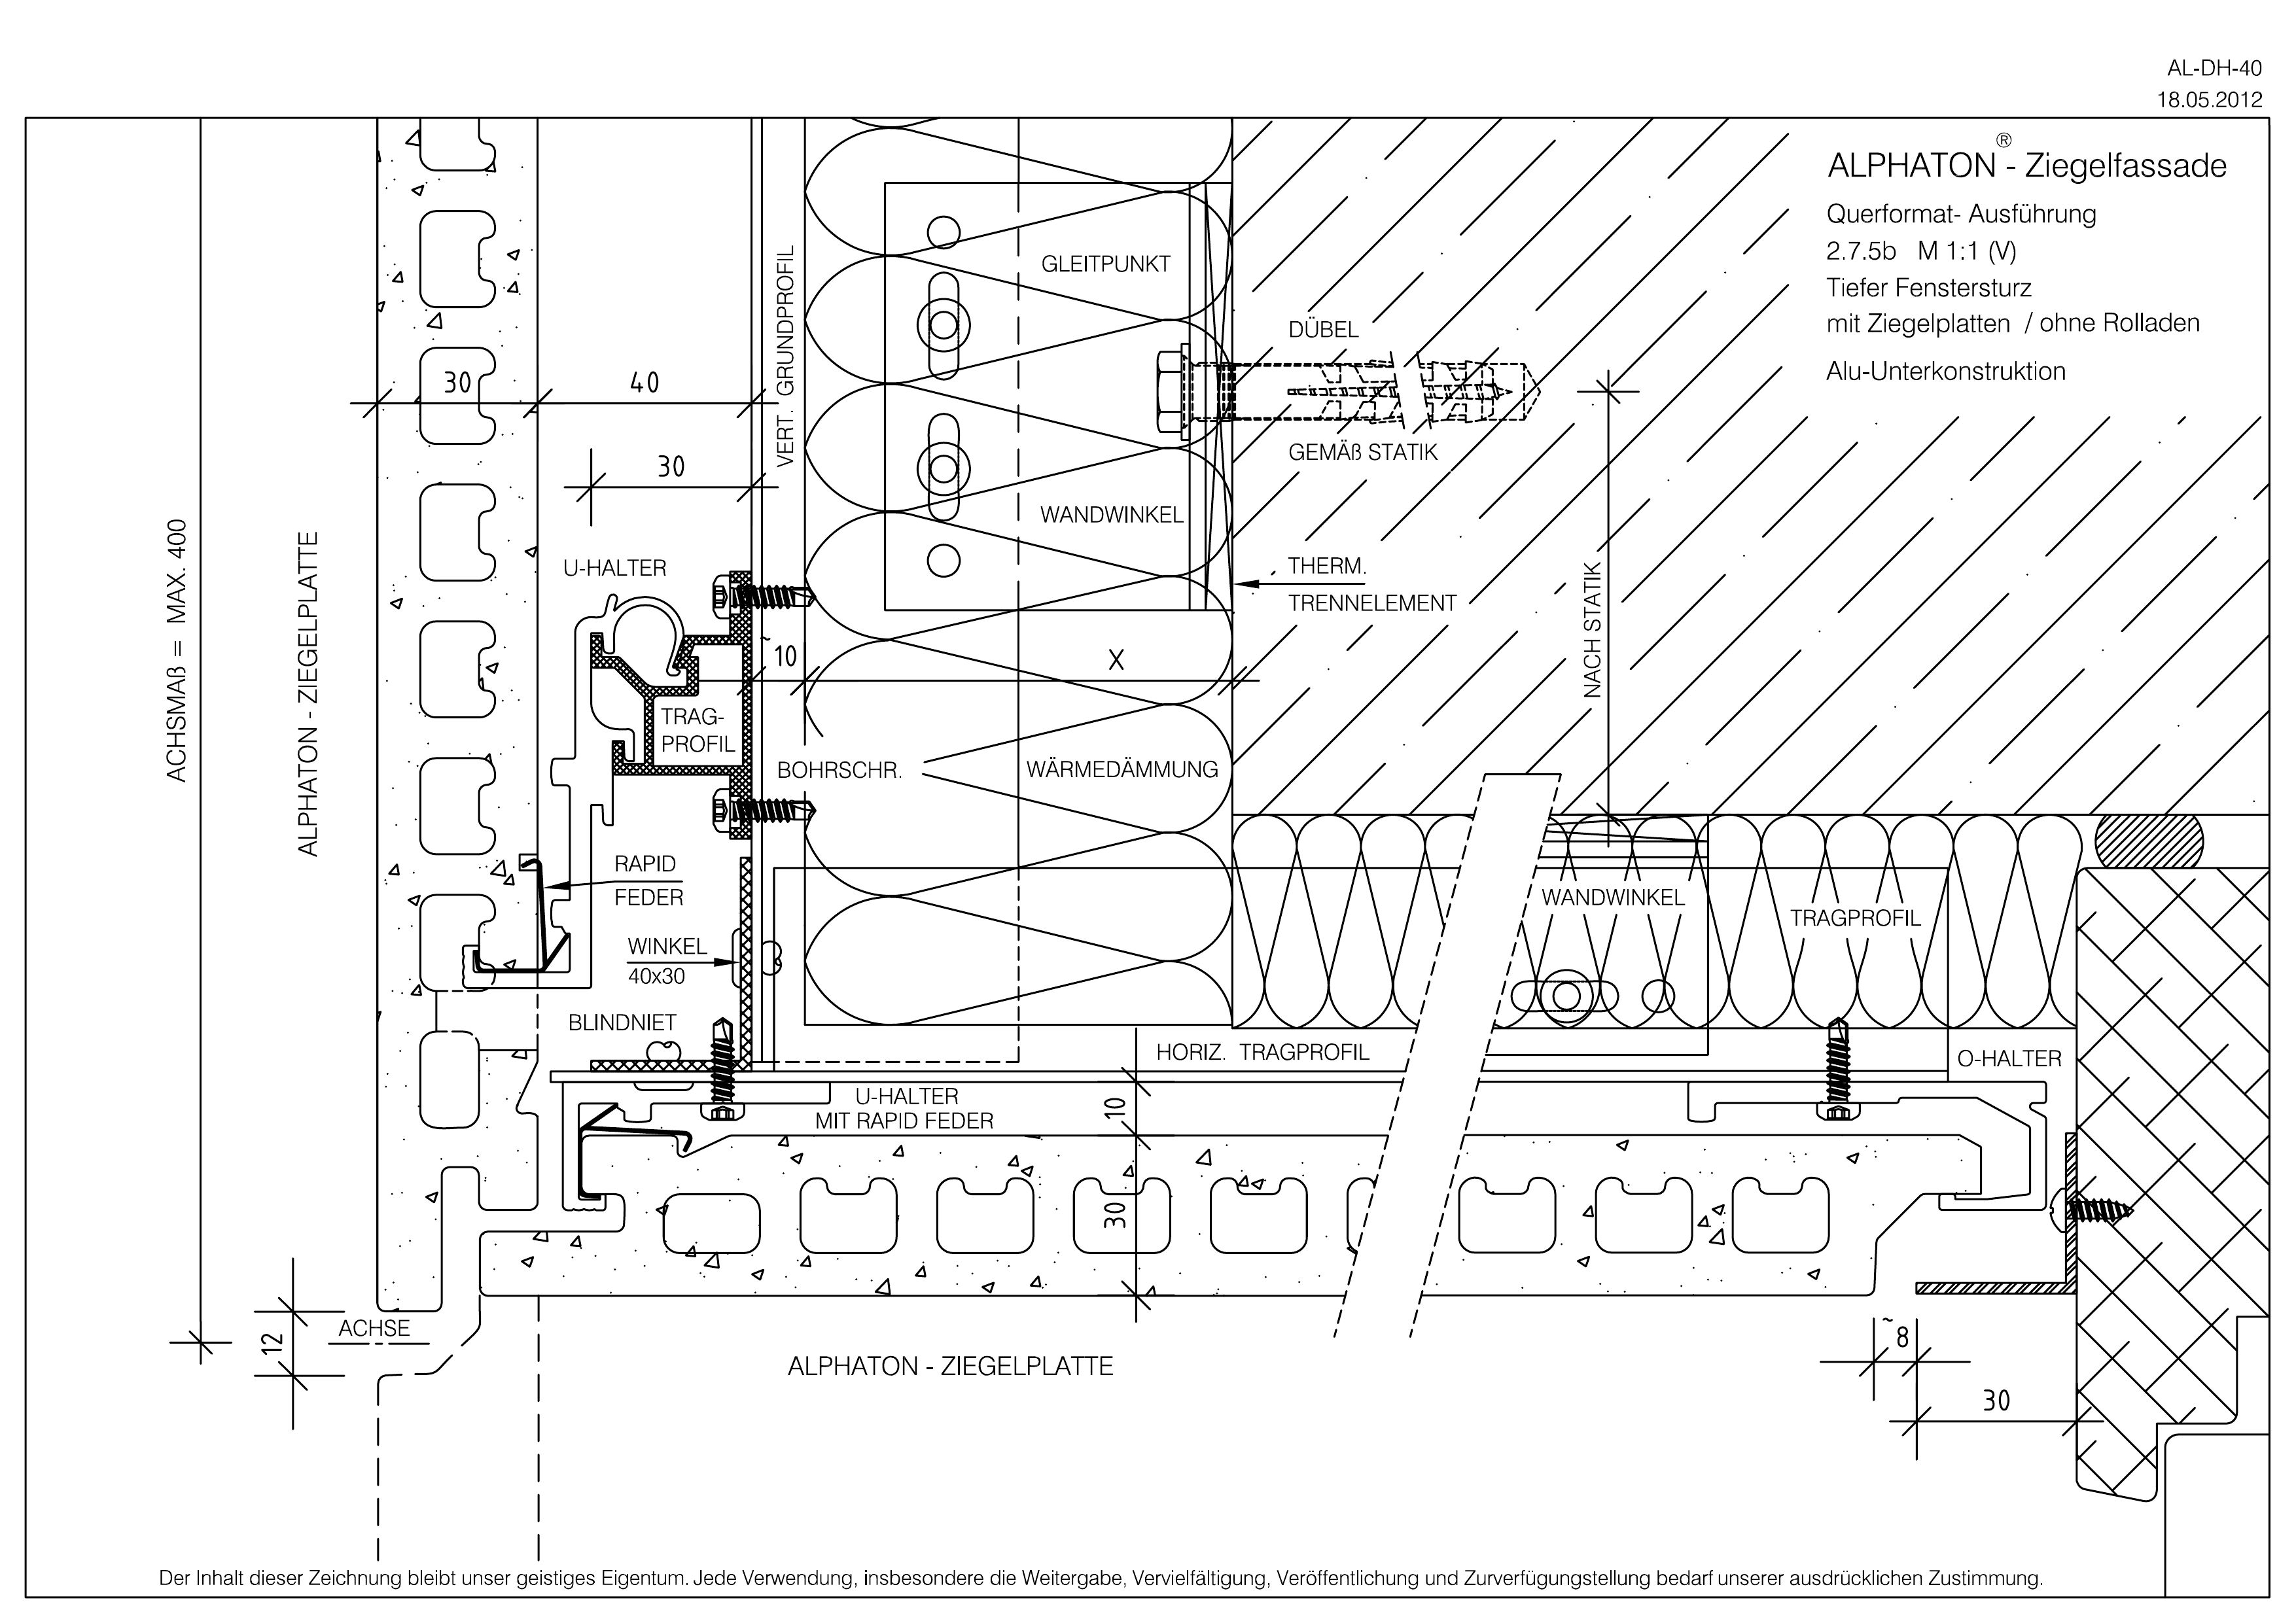 AL-DH-40
18.05.2012
ALPHATON® - Ziegelfassade
Querformat- Ausführung
2.7.5b M 1:1 (V)
Tiefer Fenstersturz
mit Ziegelplatten / ohne Rolladen
Alu-Unterkonstruktion
ACHSMAß = MAX. 400
ALPHATON - ZIEGELPLATTE
30
40
30
VERT. GRUNDPROFIL
GLEITPUNKT
DÜBEL
GEMÄß STATIK
WANDWINKEL
U-HALTER
THERM.
TRENNELEMENT
NACH STATIK
~10
X
TRAG-
PROFIL
BOHRSCHR.
WÄRMEDÄMMUNG
RAPID
FEDER
WINKEL
40x30
BLINDNIET
WANDWINKEL
TRAGPROFIL
HORIZ. TRAGPROFIL
O-HALTER
U-HALTER
MIT RAPID FEDER
10
30
ACHSE
12
~8
30
ALPHATON - ZIEGELPLATTE
Der Inhalt dieser Zeichnung bleibt unser geistiges Eigentum. Jede Verwendung, insbesondere die Weitergabe, Vervielfältigung, Veröffentlichung und Zurverfügungstellung bedarf unserer ausdrücklichen Zustimmung.